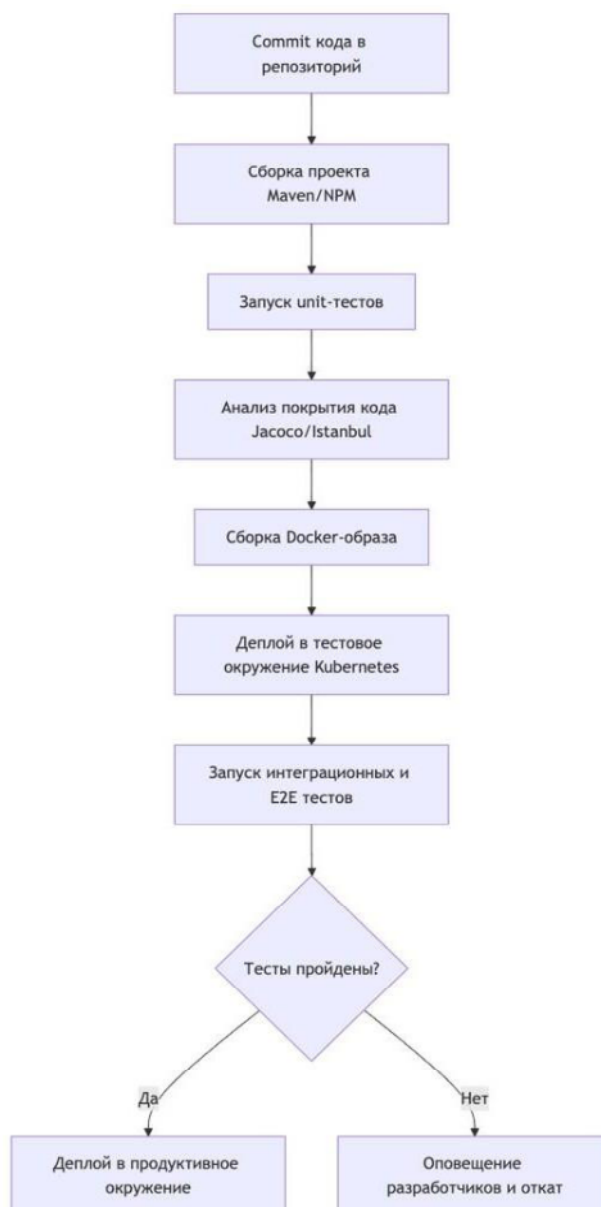 Commit кода в
репозиторий
Сборка проекта
Maven/NPM
Запуск unit-тестов
Анализ покрытия кода
Jacoco/Istanbul
Сборка Docker-образа
Деплой в тестовое
окружение Kubernetes
Запуск интеграционных и
E2E тестов
Тесты пройдены?
Да
Нет
Деплой в продуктивное
окружение
Оповещение
разработчиков и откат